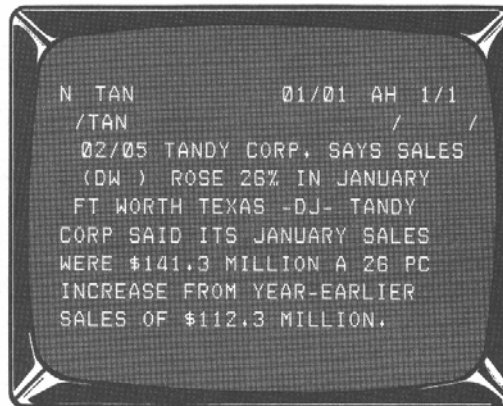 N TAN 01/01 AH 1/1
/TAN / /
02/05 TANDY CORP. SAYS SALES
(DW ) ROSE 26% IN JANUARY
FT WORTH TEXAS -DJ- TANDY
CORP SAID ITS JANUARY SALES
WERE $141.3 MILLION A 26 PC
INCREASE FROM YEAR-EARLIER
SALES OF $112.3 MILLION.